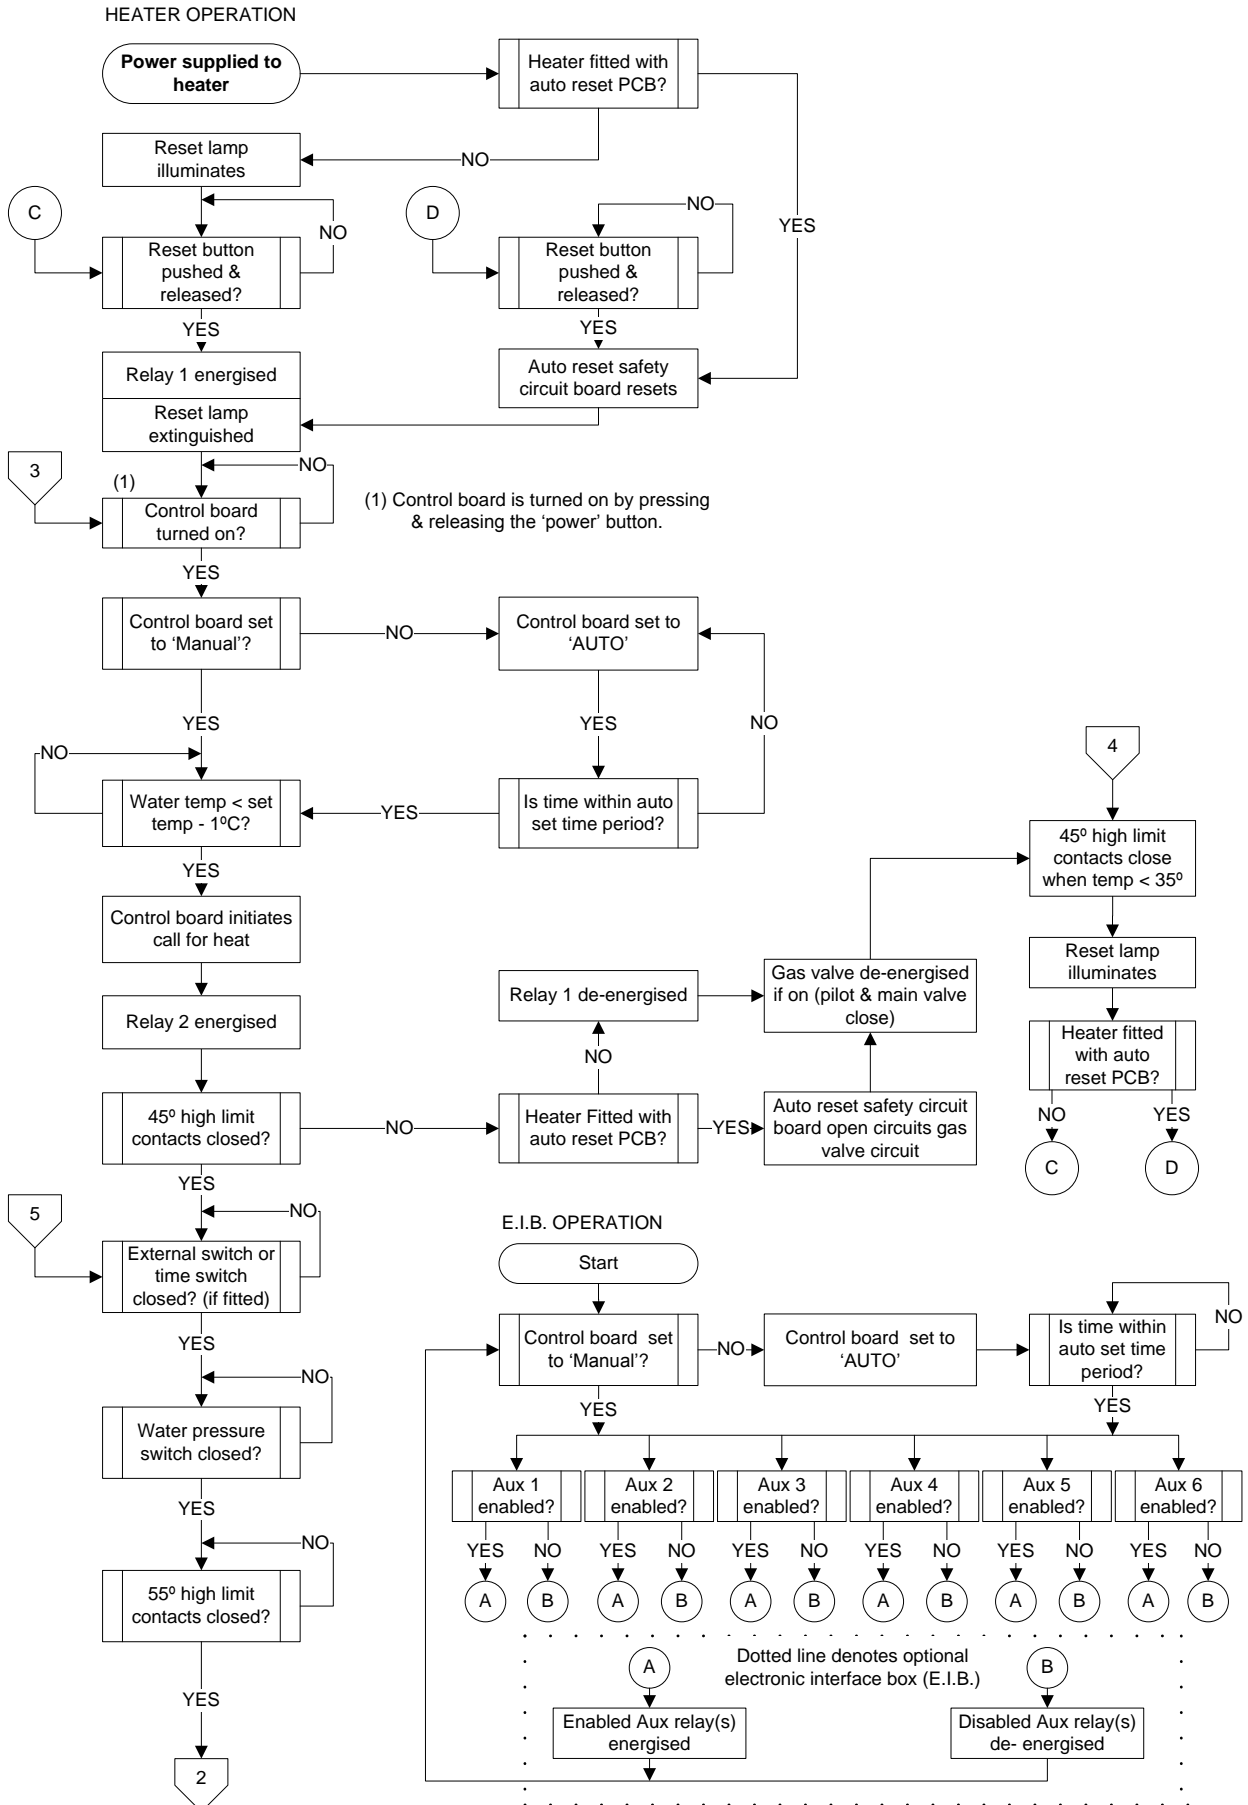 HEATER OPERATION
Power supplied to
heater
Heater fitted with
auto reset PCB?
Reset lamp
illuminates
NO
YES
C
NO
Reset button
pushed &
released?
YES
D
NO
Reset button
pushed &
released?
YES
Relay 1 energised
Auto reset safety
circuit board resets
Reset lamp
extinguished
3
NO
(1)
Control board
turned on?
(1) Control board is turned on by pressing
& releasing the ‘power’ button.
YES
Control board set
to ‘Manual’?
NO
Control board set to
‘AUTO’
YES
YES
NO
NO
Water temp < set
temp - 1ºC?
YES
Is time within auto
set time period?
4
45º high limit
contacts close
when temp < 35º
YES
Control board initiates
call for heat
Reset lamp
illuminates
Relay 2 energised
Relay 1 de-energised
Gas valve de-energised
if on (pilot & main valve
close)
Heater fitted
with auto
reset PCB?
NO
45º high limit
contacts closed?
NO
Heater Fitted with
auto reset PCB?
YES
Auto reset safety circuit
board open circuits gas
valve circuit
NO
YES
C
D
YES
5
NO
External switch or
time switch
closed? (if fitted)
YES
NO
Water pressure
switch closed?
YES
NO
55º high limit
contacts closed?
YES
2
E.I.B. OPERATION
Start
Control board  set
to ‘Manual’?
NO
Control board  set to
‘AUTO’
Is time within
auto set time
period?
NO
YES
YES
Aux 1
enabled?
Aux 2
enabled?
Aux 3
enabled?
Aux 4
enabled?
Aux 5
enabled?
Aux 6
enabled?
YES NO YES NO YES NO YES NO YES NO YES NO
A B A B A B A B A B A B
Dotted line denotes optional
electronic interface box (E.I.B.)
A
B
Enabled Aux relay(s)
energised
Disabled Aux relay(s)
de- energised